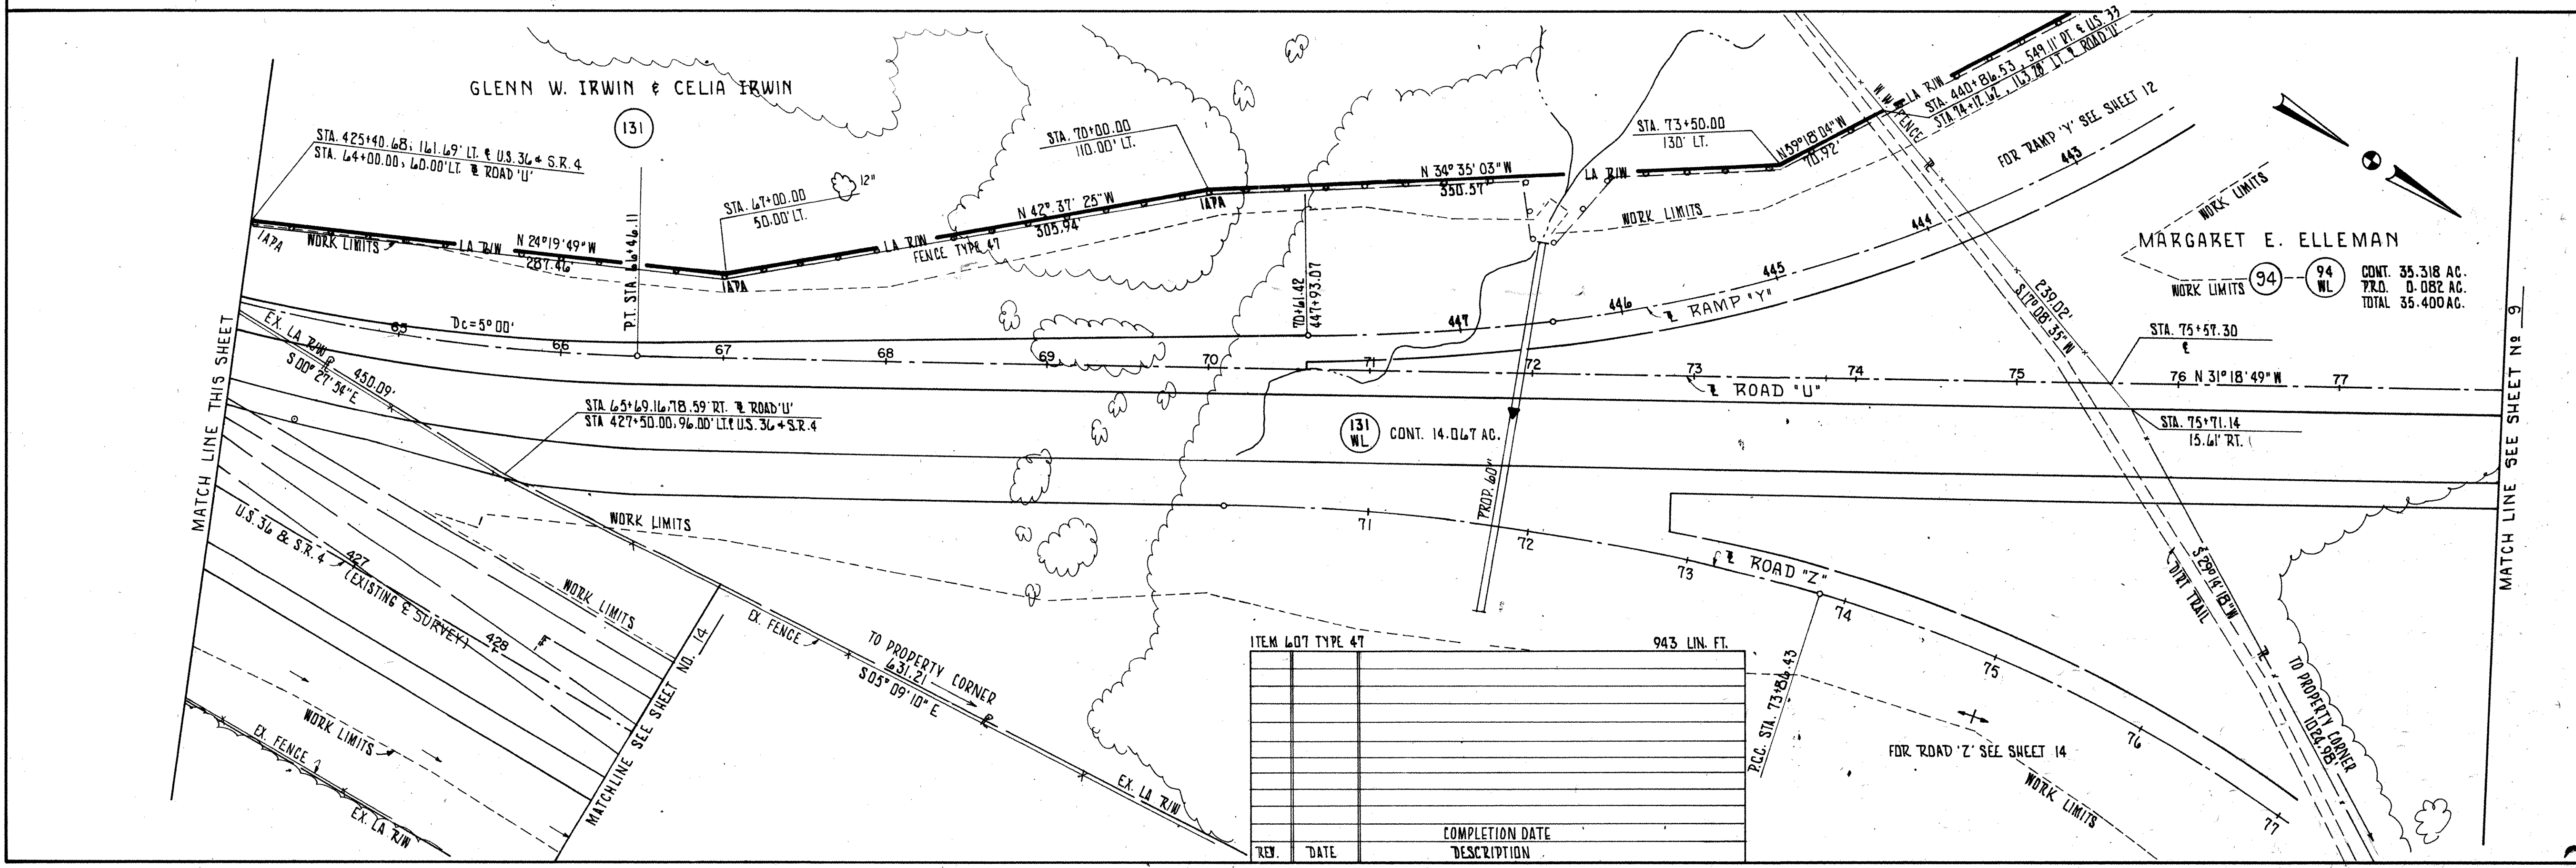 GLENN W. IRWIN & CELIA IRWIN
131
STA. 425+40.68; 161.69' LT. ℄ U.S. 36 & S.R. 4
STA. 64+00.00; 60.00' LT. ℄ ROAD 'U'
IAPA
WORK LIMITS
LA R/W
N 24°19'49"W
287.46'
P.T. STA. 66+46.11
STA. 67+00.00
50.00' LT.
12"
IAPA
LA R/W
FENCE TYPE 47
N 42° 37' 25" W
305.94'
STA. 70+00.00
110.00' LT.
IAPA
N 34° 35' 03" W
350.57'
70+61.42
447+93.07
LA R/W
STA. 73+50.00
130' LT.
N59°18'04"W
70.92'
WORK LIMITS
W.W. FENCE
LA R/W
STA. 440+86.53, 549.11' RT. ℄ U.S. 33
STA. 74+12.62, 163.28' LT. ℄ ROAD 'U'
FOR RAMP 'Y' SEE SHEET 12
443
444
445
446
447
℄ RAMP "Y"
WORK LIMITS
MARGARET E. ELLEMAN
WORK LIMITS
94
94
WL
CONT. 35.318 AC.
P.R.O. 0.082 AC.
TOTAL 35.400 AC.
239.02'
S17°08'35"W
STA. 75+57.30
℄
N 31°18'49"W
STA. 75+71.14
15.61' RT.
MATCH LINE SEE SHEET Nº 9
MATCH LINE THIS SHEET
Dc=5°00'
65
66
67
68
69
70
71
72
73
74
75
76
77
℄ ROAD "U"
EX. LA R/W
450.09'
S 00° 27' 54" E
STA 65+69.16, 78.59' RT. ℄ ROAD 'U'
STA 427+50.00, 96.00' LT. ℄ U.S. 36 & S.R. 4
131
WL
CONT. 14.067 AC.
PROP. 60"
WORK LIMITS
U.S. 36 & S.R. 4
(EXISTING ℄ SURVEY)
427
428
WORK LIMITS
WORK LIMITS
EX. FENCE
EX. LA R/W
MATCHLINE SEE SHEET NO. 14
EX. FENCE
TO PROPERTY CORNER
631.21
S 05° 09' 10" E
EX. LA R/W
71
72
73
74
75
76
77
℄ ROAD "Z"
P.C.C. STA. 73+86.43
FOR ROAD 'Z' SEE SHEET 14
WORK LIMITS
DIRT TRAIL
S 29°14'18"W
TO PROPERTY CORNER
1024.98'
ITEM 607 TYPE 47
943 LIN. FT.
COMPLETION DATE
REV.
DATE
DESCRIPTION